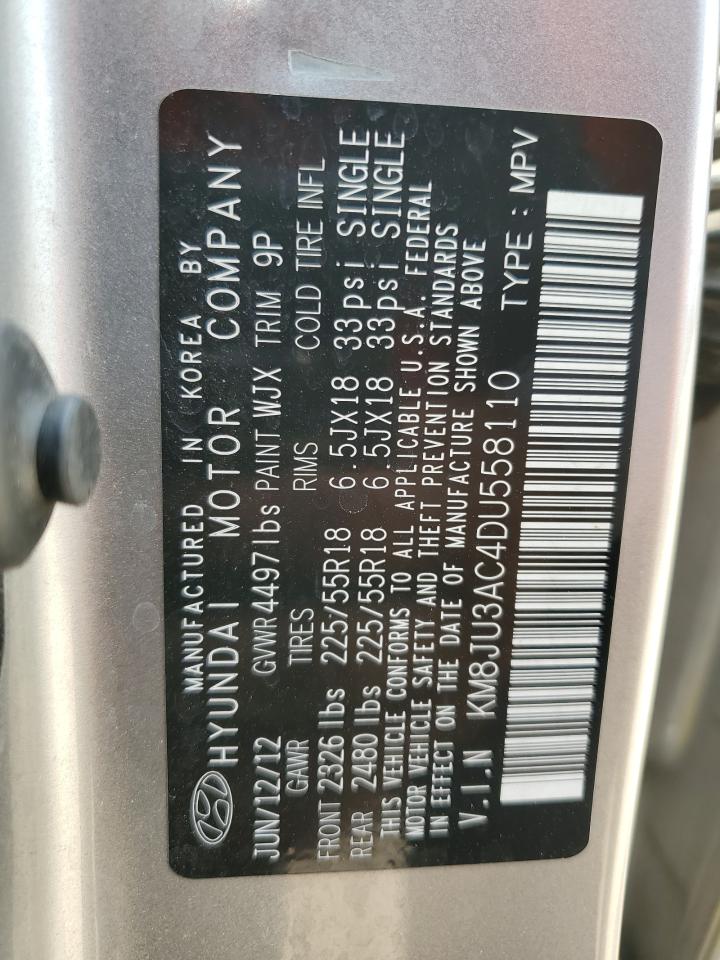 MANUFACTURED IN KOREA BY
HYUNDAI MOTOR COMPANY
JUN/12/12 GVWR4497lbs PAINT WJX TRIM 9P
GAWR TIRES RIMS COLD TIRE INFL
FRONT 2326 lbs 225/55R18 6.5JX18 33psi SINGLE
REAR 2480 lbs 225/55R18 6.5JX18 33psi SINGLE
THIS VEHICLE CONFORMS TO ALL APPLICABLE U.S.A. FEDERAL
MOTOR VEHICLE SAFETY AND THEFT PREVENTION STANDARDS
IN EFFECT ON THE DATE OF MANUFACTURE SHOWN ABOVE
V.I.N KM8JU3AC4DU558110 TYPE : MPV